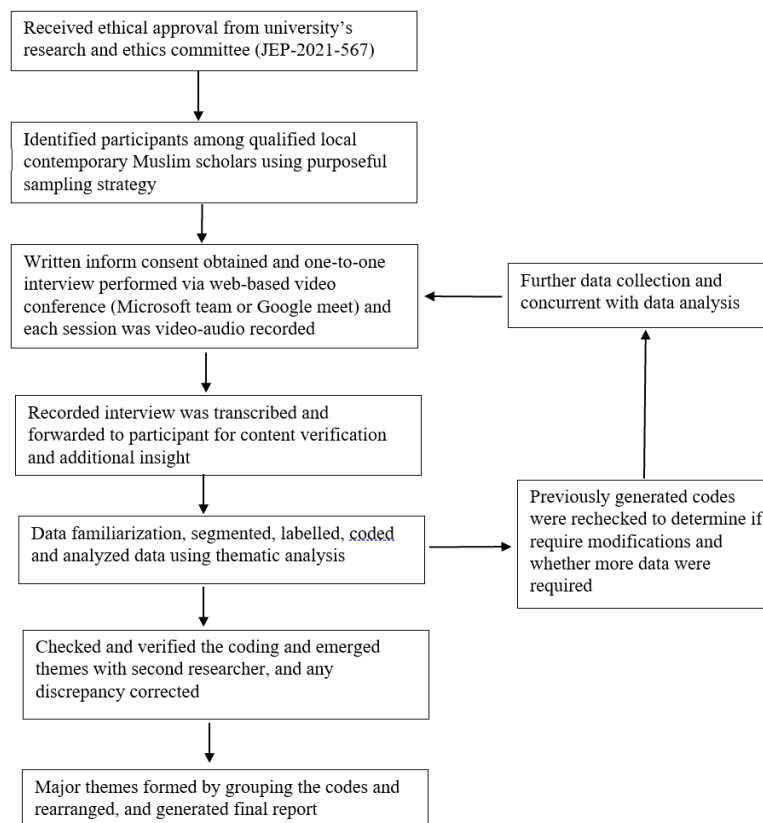 Received ethical approval from university's
research and ethics committee (JEP-2021-567)
Identified participants among qualified local
contemporary Muslim scholars using purposeful
sampling strategy
Written inform consent obtained and one-to-one
interview performed via web-based video
conference (Microsoft team or Google meet) and
each session was video-audio recorded
Further data collection and
concurrent with data analysis
Recorded interview was transcribed and
forwarded to participant for content verification
and additional insight
Previously generated codes
were rechecked to determine if
require modifications and
whether more data were
required
Data familiarization, segmented, labelled, coded
and analyzed data using thematic analysis
Checked and verified the coding and emerged
themes with second researcher, and any
discrepancy corrected
Major themes formed by grouping the codes and
rearranged, and generated final report